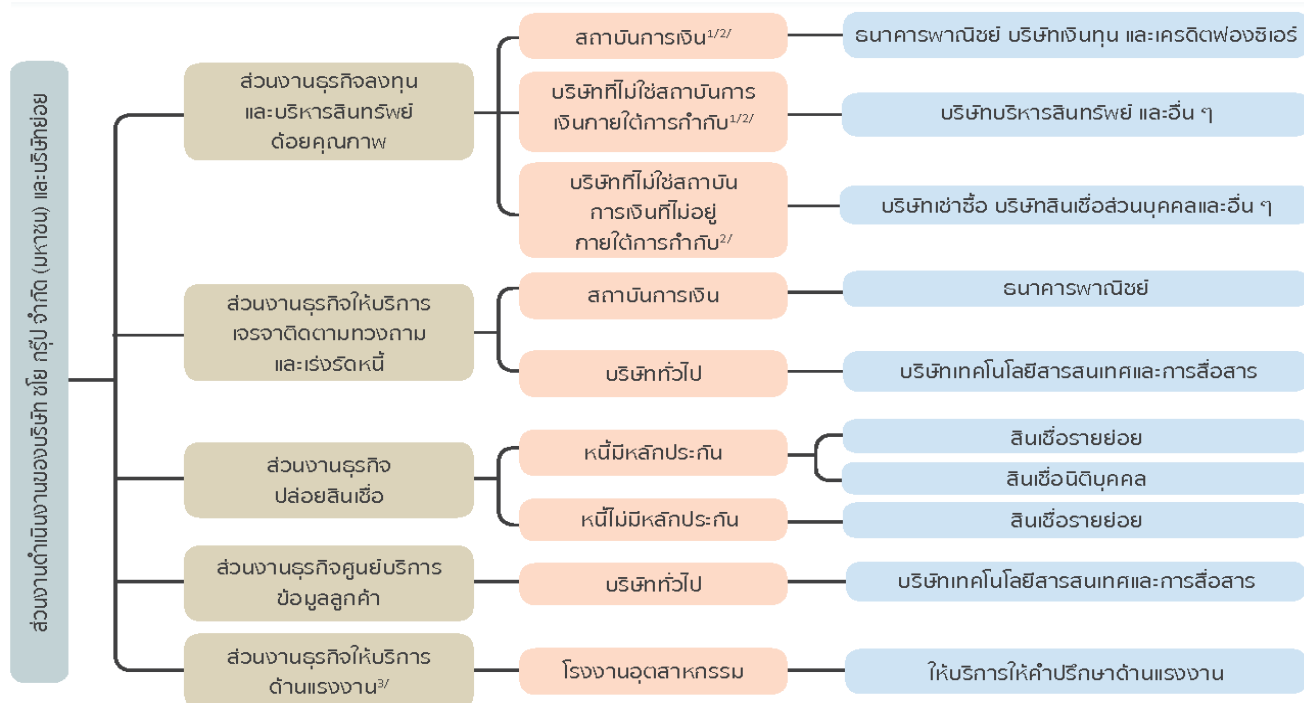 ส่วนงานดำเนินงานของบริษัท ชโย กรุ๊ป จำกัด (มหาชน) และบริษัทย่อย
ส่วนงานธุรกิจลงทุน
และบริหารสินทรัพย์
ด้อยคุณภาพ
สถาบันการเงิน1/2/
ธนาคารพาณิชย์ บริษัทเงินทุน และเครดิตฟองซิเอร์
บริษัทที่ไม่ใช่สถาบันการ
เงินภายใต้การกำกับ1/2/
บริษัทบริหารสินทรัพย์ และอื่น ๆ
บริษัทที่ไม่ใช่สถาบัน
การเงินที่ไม่อยู่
ภายใต้การกำกับ2/
บริษัทเช่าซื้อ บริษัทสินเชื่อส่วนบุคคลและอื่น ๆ
ส่วนงานธุรกิจให้บริการ
เจรจาติดตามทวงถาม
และเร่งรัดหนี้
สถาบันการเงิน
ธนาคารพาณิชย์
บริษัททั่วไป
บริษัทเทคโนโลยีสารสนเทศและการสื่อสาร
ส่วนงานธุรกิจ
ปล่อยสินเชื่อ
หนี้มีหลักประกัน
สินเชื่อรายย่อย
สินเชื่อนิติบุคคล
หนี้ไม่มีหลักประกัน
สินเชื่อรายย่อย
ส่วนงานธุรกิจศูนย์บริการ
ข้อมูลลูกค้า
บริษัททั่วไป
บริษัทเทคโนโลยีสารสนเทศและการสื่อสาร
ส่วนงานธุรกิจให้บริการ
ด้านแรงงาน3/
โรงงานอุตสาหกรรม
ให้บริการให้คำปรึกษาด้านแรงงาน